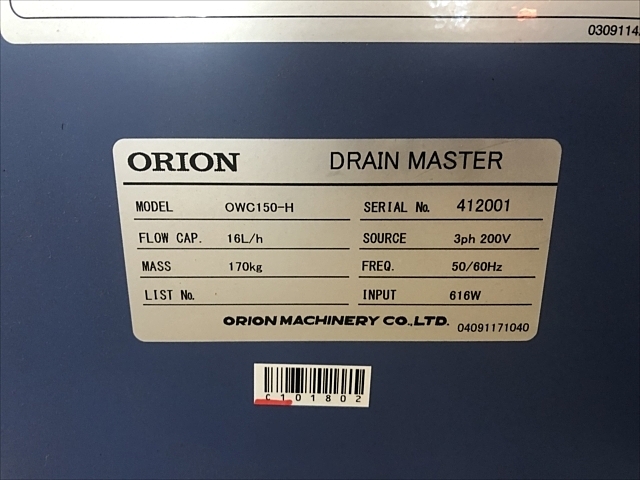 0309114
ORION DRAIN MASTER
MODEL OWC150-H SERIAL No. 412001
FLOW CAP. 16L/h SOURCE 3ph 200V
MASS 170kg FREQ. 50/60Hz
LIST No. INPUT 616W
ORION MACHINERY CO.,LTD. 04091171040
C101802